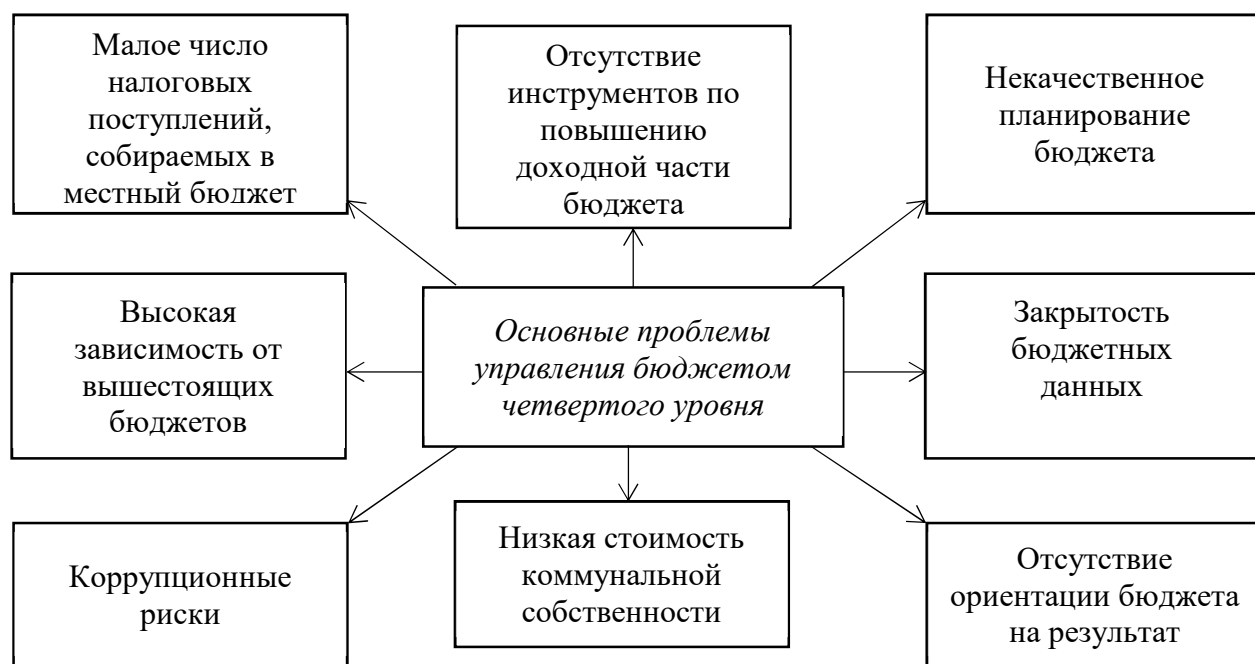 Малое число
налоговых
поступлений,
собираемых в
местный бюджет
Отсутствие
инструментов по
повышению
доходной части
бюджета
Некачественное
планирование
бюджета
Высокая
зависимость от
вышестоящих
бюджетов
Основные проблемы
управления бюджетом
четвертого уровня
Закрытость
бюджетных
данных
Коррупционные
риски
Низкая стоимость
коммунальной
собственности
Отсутствие
ориентации бюджета
на результат